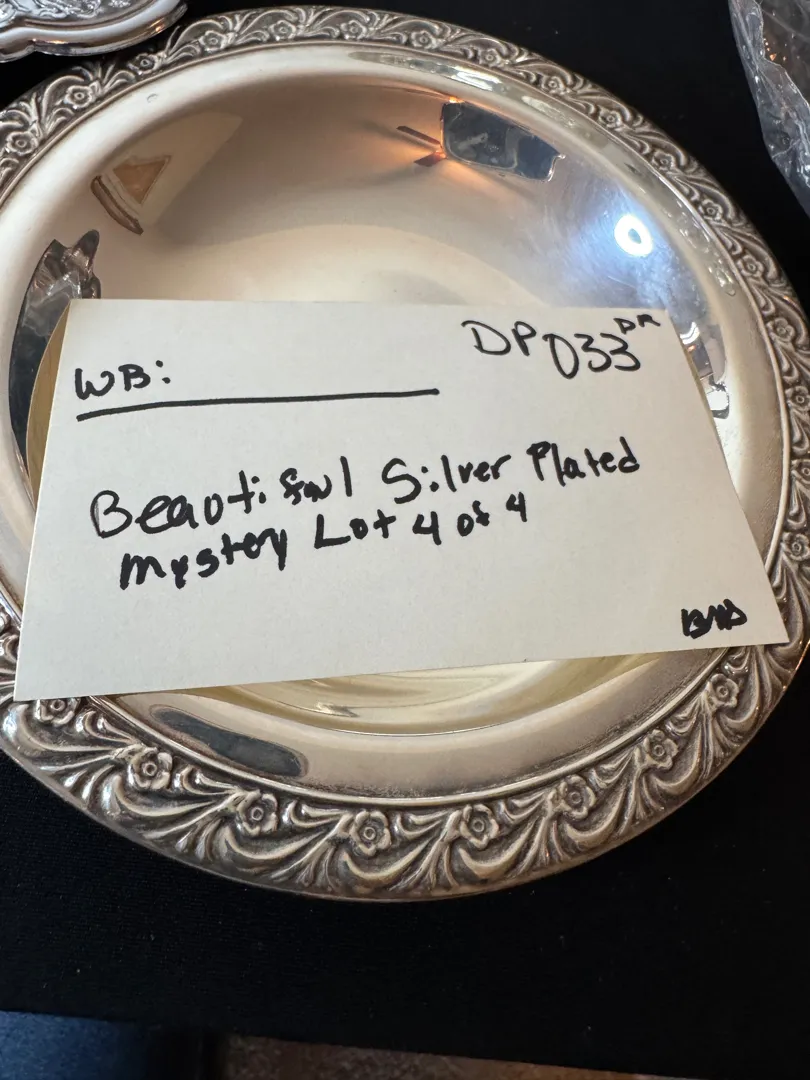 DP033 DR
WB:
Beautiful Silver Plated
Mystery Lot 4 of 4